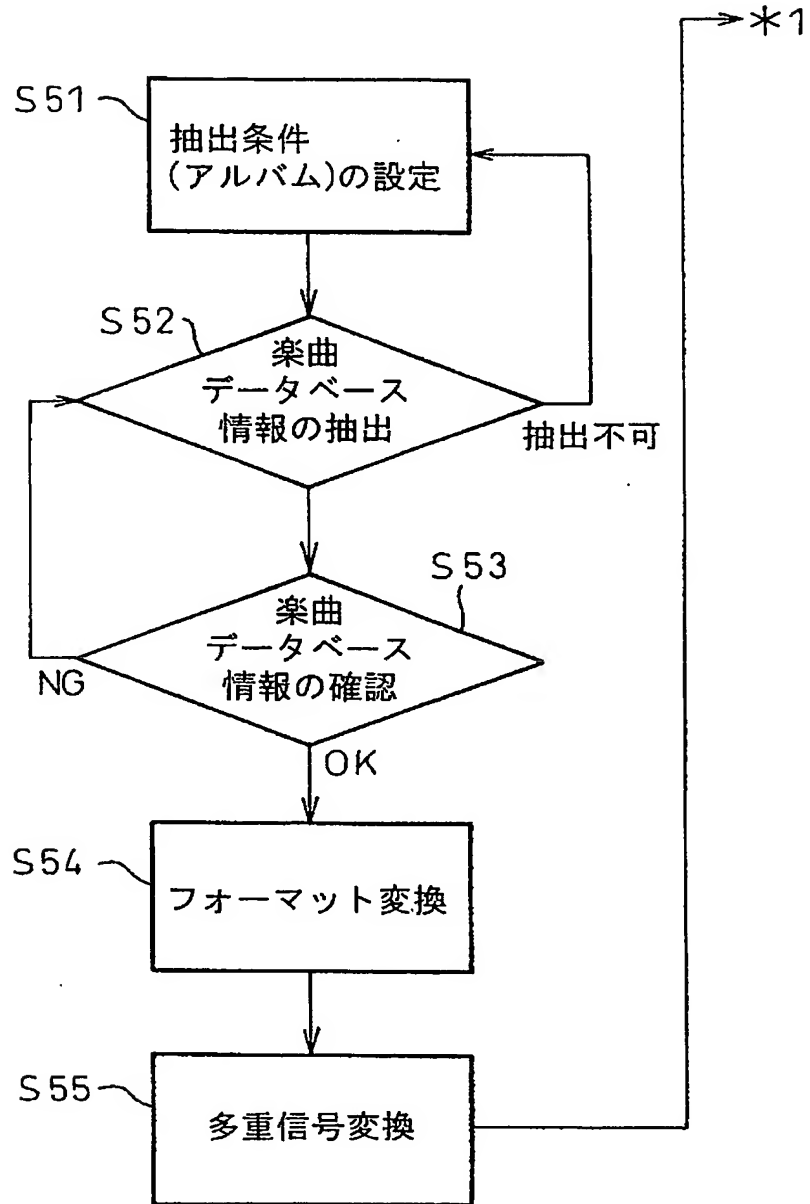 *1
S51
抽出条件
(アルバム)の設定
S52
楽曲
データベース
情報の抽出
抽出不可
S53
楽曲
データベース
情報の確認
NG
OK
S54
フォーマット変換
S55
多重信号変換